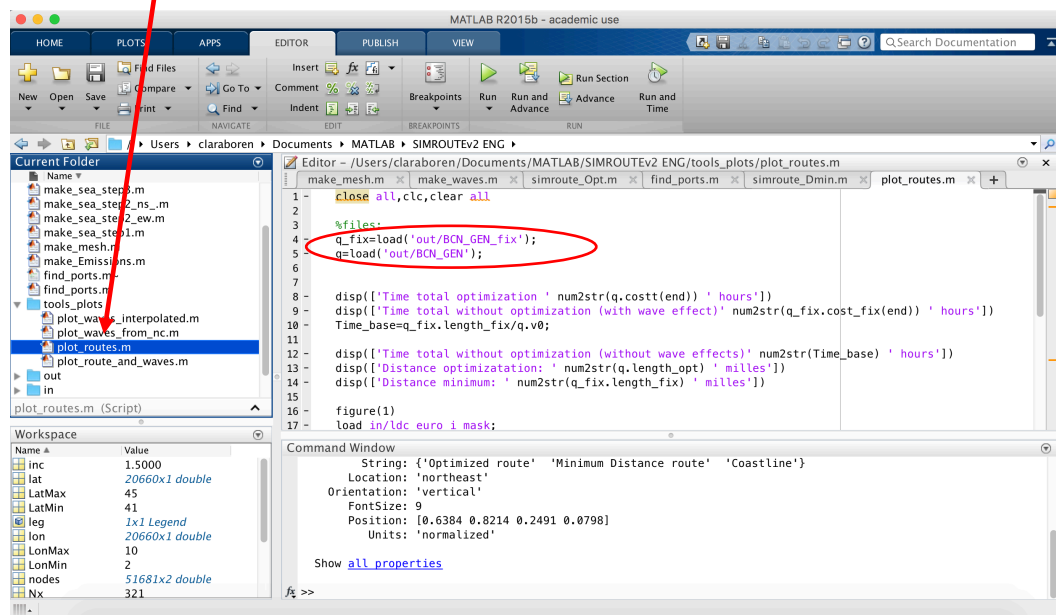 MATLAB R2015b - academic use
HOME PLOTS APPS EDITOR PUBLISH VIEW Search Documentation
New Open Save Find Files Compare Print Go To Find Insert Comment Indent fx Breakpoints Run Run and Advance Run Section Advance Run and Time
FILE NAVIGATE EDIT BREAKPOINTS RUN
/ Users claraboren Documents MATLAB SIMROUTEv2 ENG
Current Folder
Name
make_sea_step3.m
make_sea_step2_ns_.m
make_sea_step2_ew.m
make_sea_step1.m
make_mesh.m
make_Emissions.m
find_ports.m~
find_ports.m
tools_plots
plot_waves_interpolated.m
plot_waves_from_nc.m
plot_routes.m
plot_route_and_waves.m
out
in
plot_routes.m (Script)
Workspace
Name Value
inc 1.5000
lat 20660x1 double
LatMax 45
LatMin 41
leg 1x1 Legend
lon 20660x1 double
LonMax 10
LonMin 2
nodes 51681x2 double
Nx 321
Editor - /Users/claraboren/Documents/MATLAB/SIMROUTEv2 ENG/tools_plots/plot_routes.m
make_mesh.m make_waves.m simroute_Opt.m find_ports.m simroute_Dmin.m plot_routes.m
1 - close all,clc,clear all
2
3 %files:
4 - q_fix=load('out/BCN_GEN_fix');
5 - q=load('out/BCN_GEN');
6
7
8 - disp(['Time total optimization ' num2str(q.costt(end)) ' hours'])
9 - disp(['Time total without optimization (with wave effect)' num2str(q_fix.cost_fix(end)) ' hours'])
10 - Time_base=q_fix.length_fix/q.v0;
11
12 - disp(['Time total without optimization (without wave effects)' num2str(Time_base) ' hours'])
13 - disp(['Distance optimizatation: ' num2str(q.length_opt) ' milles'])
14 - disp(['Distance minimum: ' num2str(q_fix.length_fix) ' milles'])
15
16 - figure(1)
17 - load in/ldc_euro_i_mask;
Command Window
String: {'Optimized route' 'Minimum Distance route' 'Coastline'}
Location: 'northeast'
Orientation: 'vertical'
FontSize: 9
Position: [0.6384 0.8214 0.2491 0.0798]
Units: 'normalized'
Show all properties
fx >>